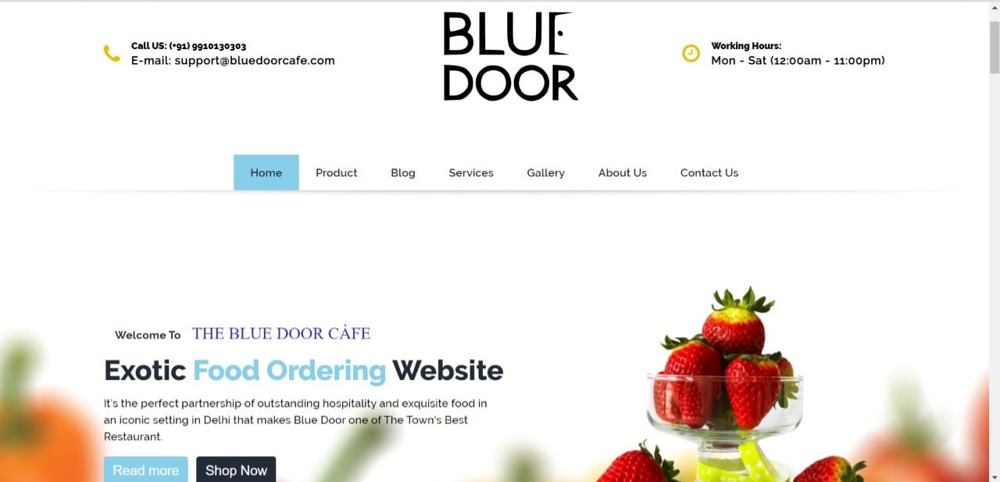 Call US: (+91) 9910130303
E-mail: support@bluedoorcafe.com
BLUE
DOOR
Working Hours:
Mon - Sat (12:00am - 11:00pm)
Home Product Blog Services Gallery About Us Contact Us
Welcome To THE BLUE DOOR CÀFE
Exotic Food Ordering Website
It's the perfect partnership of outstanding hospitality and exquisite food in
an iconic setting in Delhi that makes Blue Door one of The Town's Best
Restaurant.
Read more Shop Now